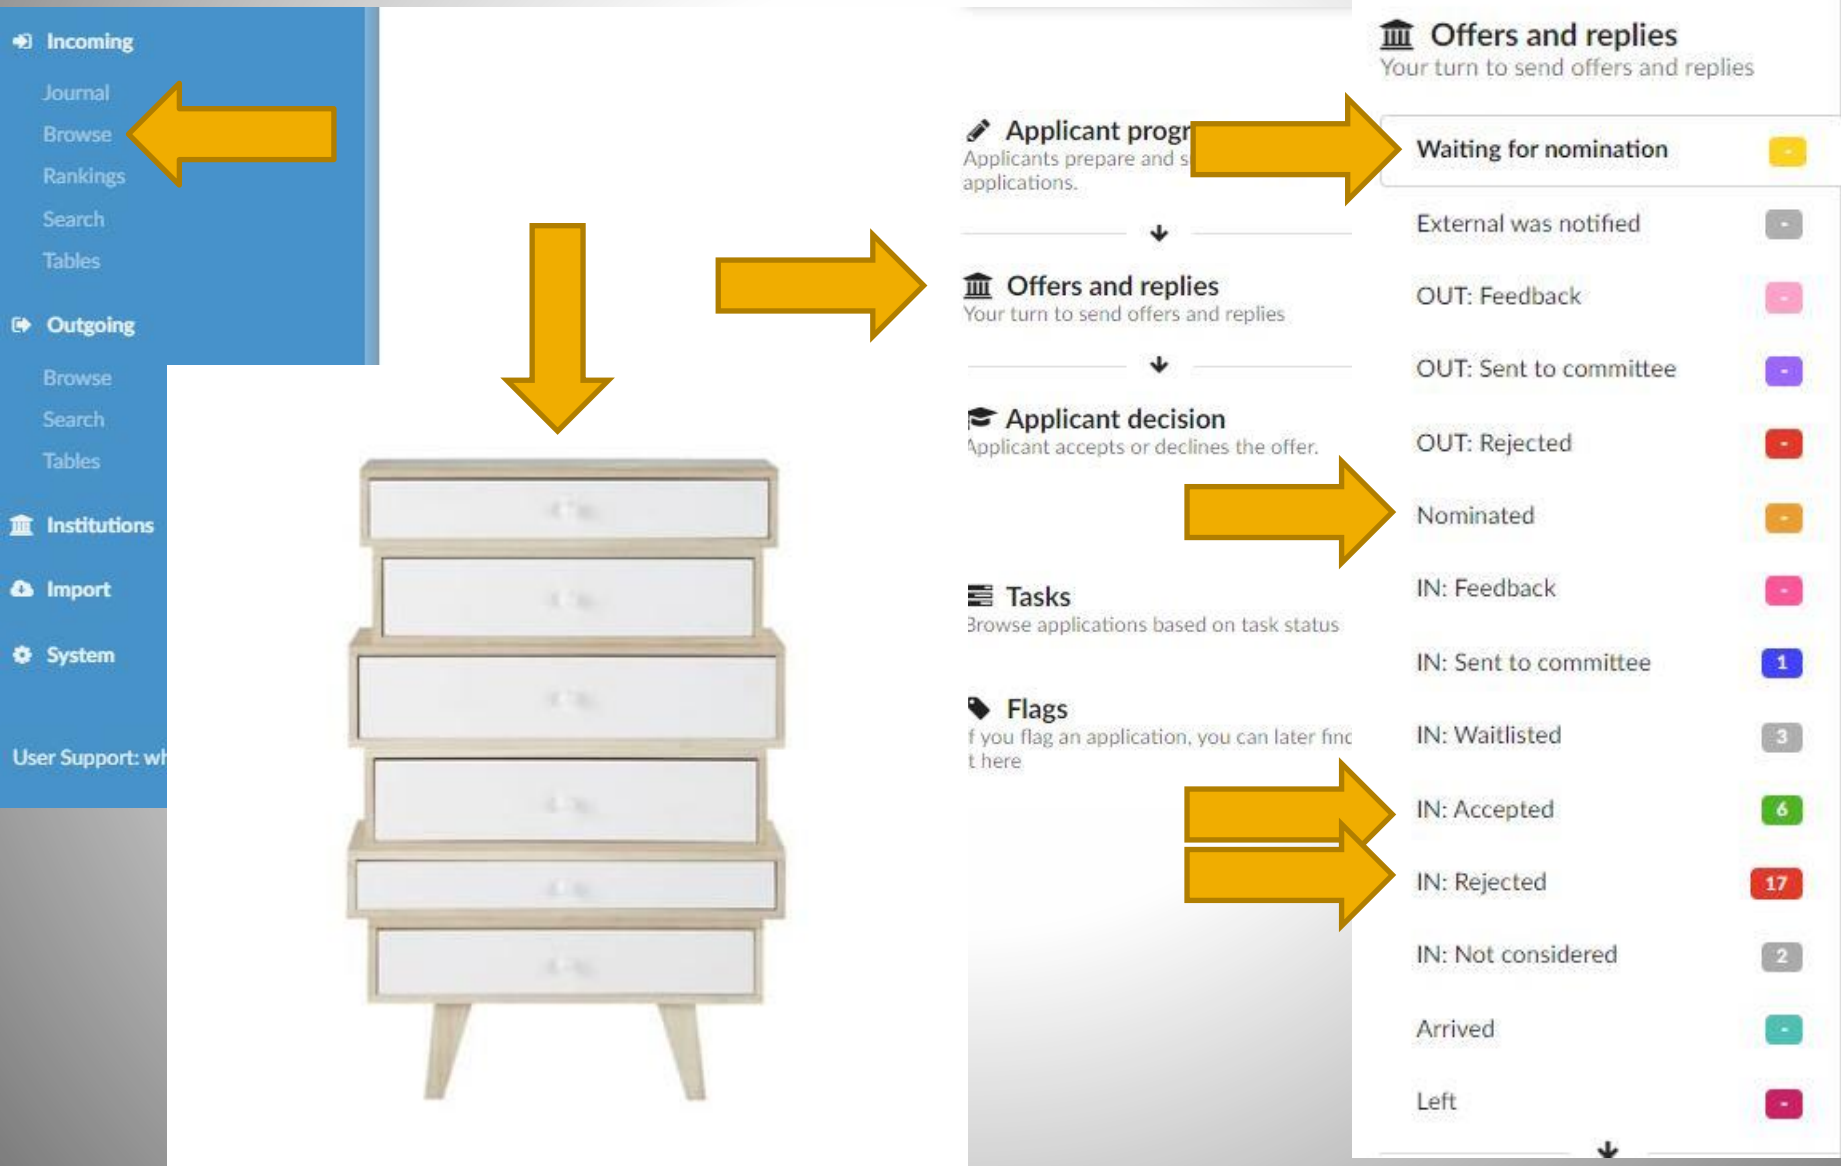 Incoming
Journal
Browse
Rankings
Search
Tables
Outgoing
Browse
Search
Tables
Institutions
Import
System
User Support:
Applicant
Applicants prepare and
applications.
Offers and replies
Your turn to send offers and replies
Applicant decision
Applicant accepts or declines the offer.
Tasks
Browse applications based on task status
Flags
f you flag an application, you can later find
t here
Offers and replies
Your turn to send offers and replies
Waiting for nomination -
External was notified -
OUT: Feedback -
OUT: Sent to committee -
OUT: Rejected -
Nominated -
IN: Feedback -
IN: Sent to committee 1
IN: Waitlisted 3
IN: Accepted 6
IN: Rejected 17
IN: Not considered 2
Arrived -
Left -